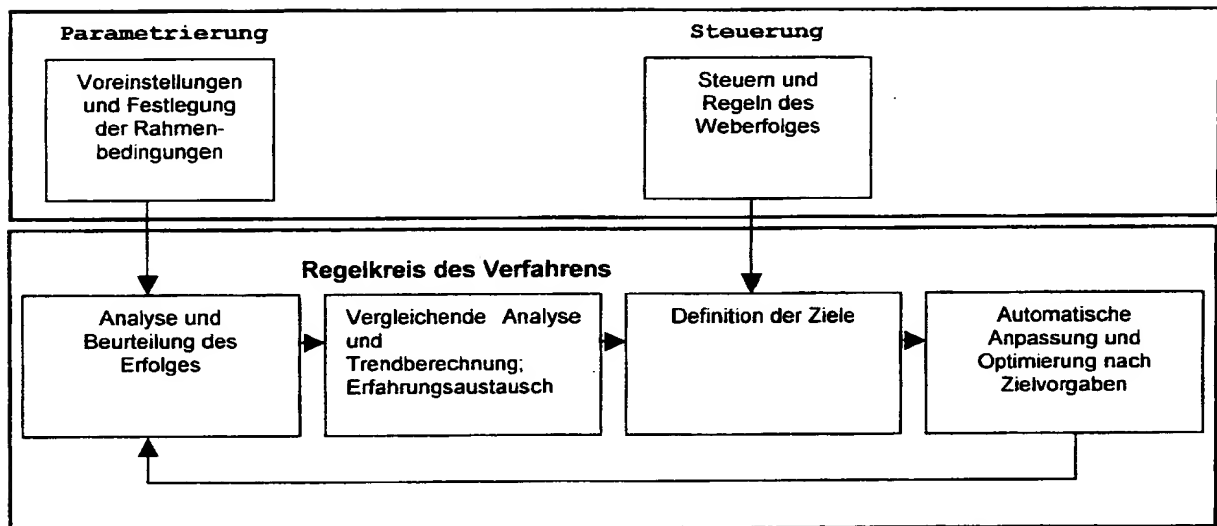 Parametrierung
Steuerung
Voreinstellungen
und Festlegung
der Rahmen-
bedingungen
Steuern und
Regeln des
Weberfolges
Regelkreis des Verfahrens
Analyse und
Beurteilung des
Erfolges
Vergleichende Analyse
und
Trendberechnung;
Erfahrungsaustausch
Definition der Ziele
Automatische
Anpassung und
Optimierung nach
Zielvorgaben